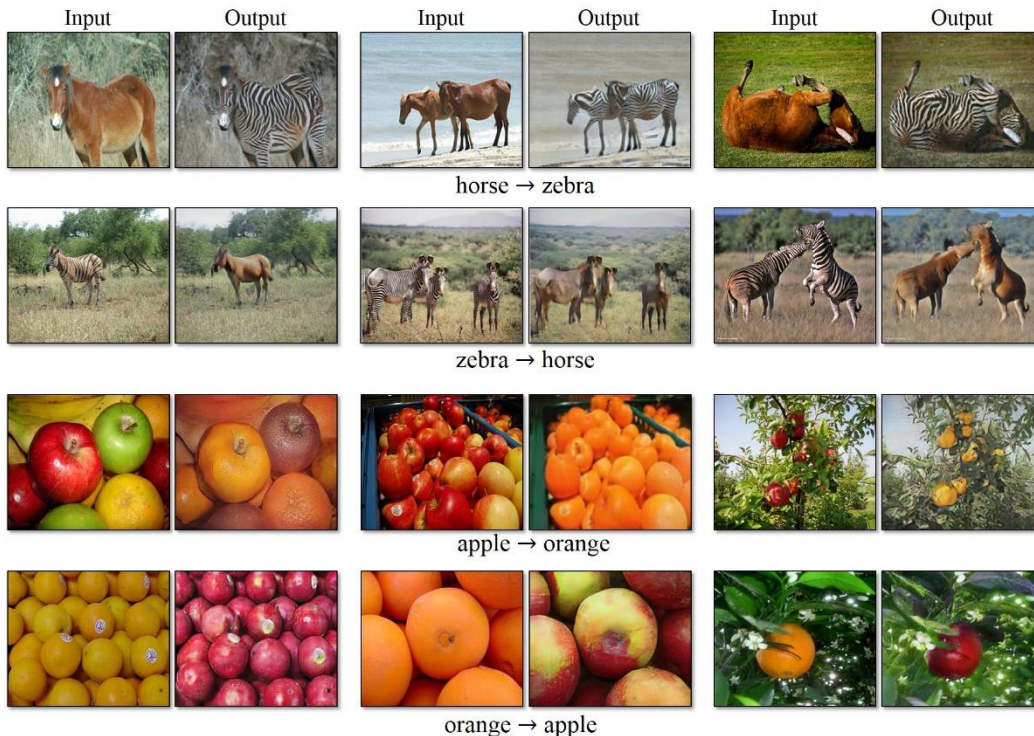 Input Output Input Output Input Output
horse → zebra
zebra → horse
apple → orange
orange → apple